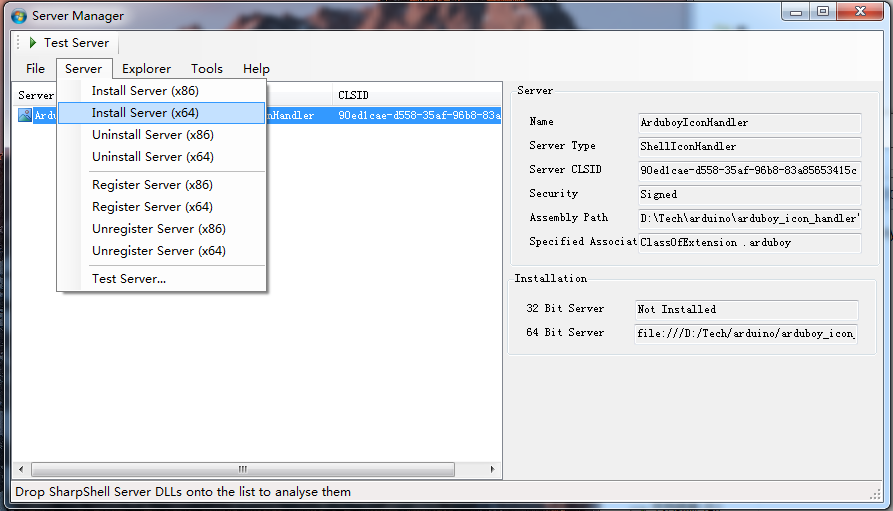 Server Manager
Test Server
File Server Explorer Tools Help
Server CLSID
Ard nHandler 90ed1cae-d558-35af-96b8-83a
Install Server (x86)
Install Server (x64)
Uninstall Server (x86)
Uninstall Server (x64)
Register Server (x86)
Register Server (x64)
Unregister Server (x86)
Unregister Server (x64)
Test Server...
Server
Name ArduboyIconHandler
Server Type ShellIconHandler
Server CLSID 90ed1cae-d558-35af-96b8-83a85653415c
Security Signed
Assembly Path D:\Tech\arduino\arduboy_icon_handler'
Specified Associat ClassOfExtension .arduboy
Installation
32 Bit Server Not Installed
64 Bit Server file:///D:/Tech/arduino/arduboy_icon_
Drop SharpShell Server DLLs onto the list to analyse them